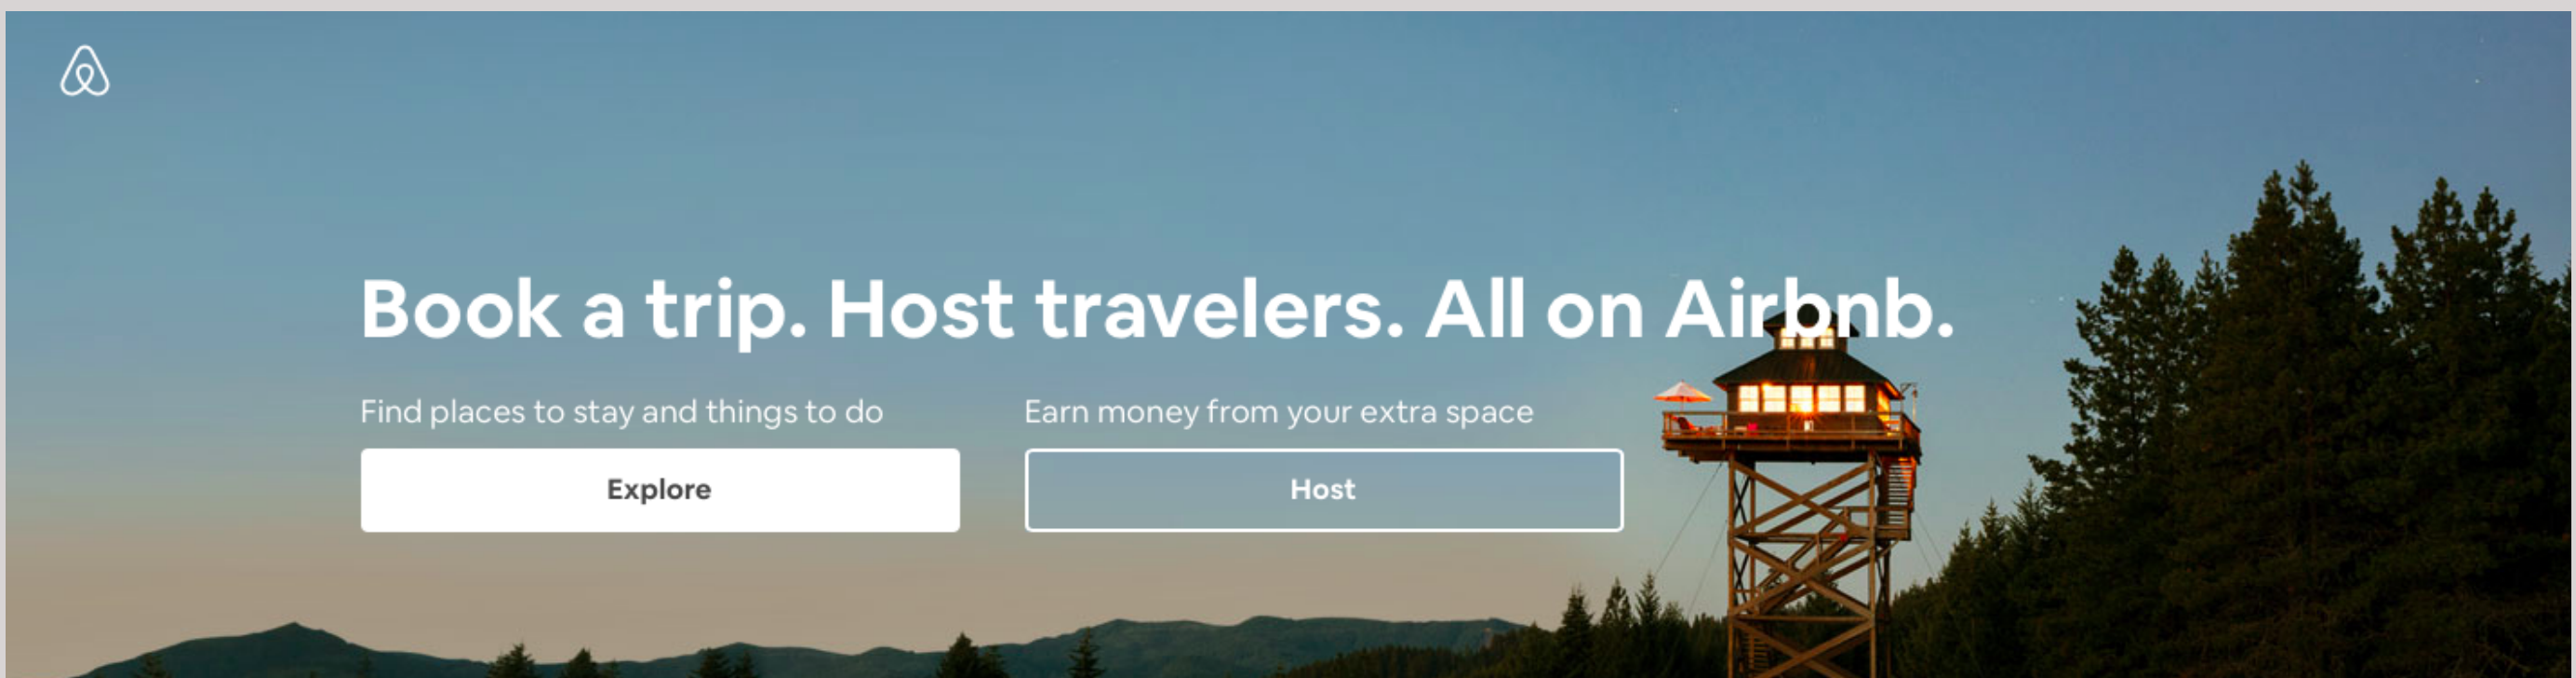 Book a trip. Host travelers. All on Airbnb.
Find places to stay and things to do
Earn money from your extra space
Explore
Host